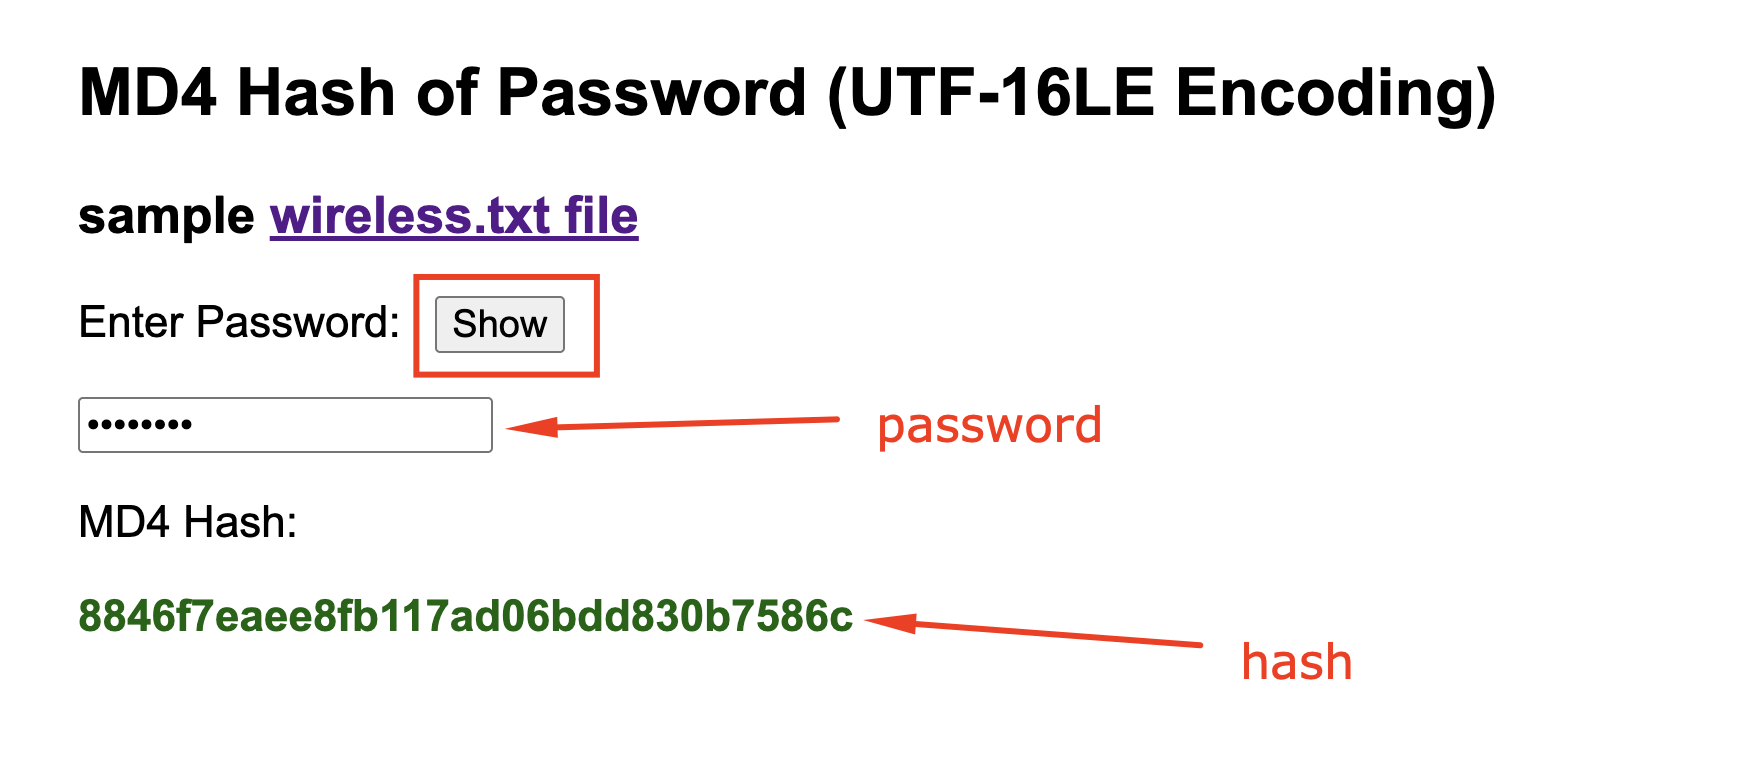 MD4 Hash of Password (UTF-16LE Encoding)
sample wireless.txt file
Enter Password: Show
•••••••• password
MD4 Hash:
8846f7eaee8fb117ad06bdd830b7586c
hash